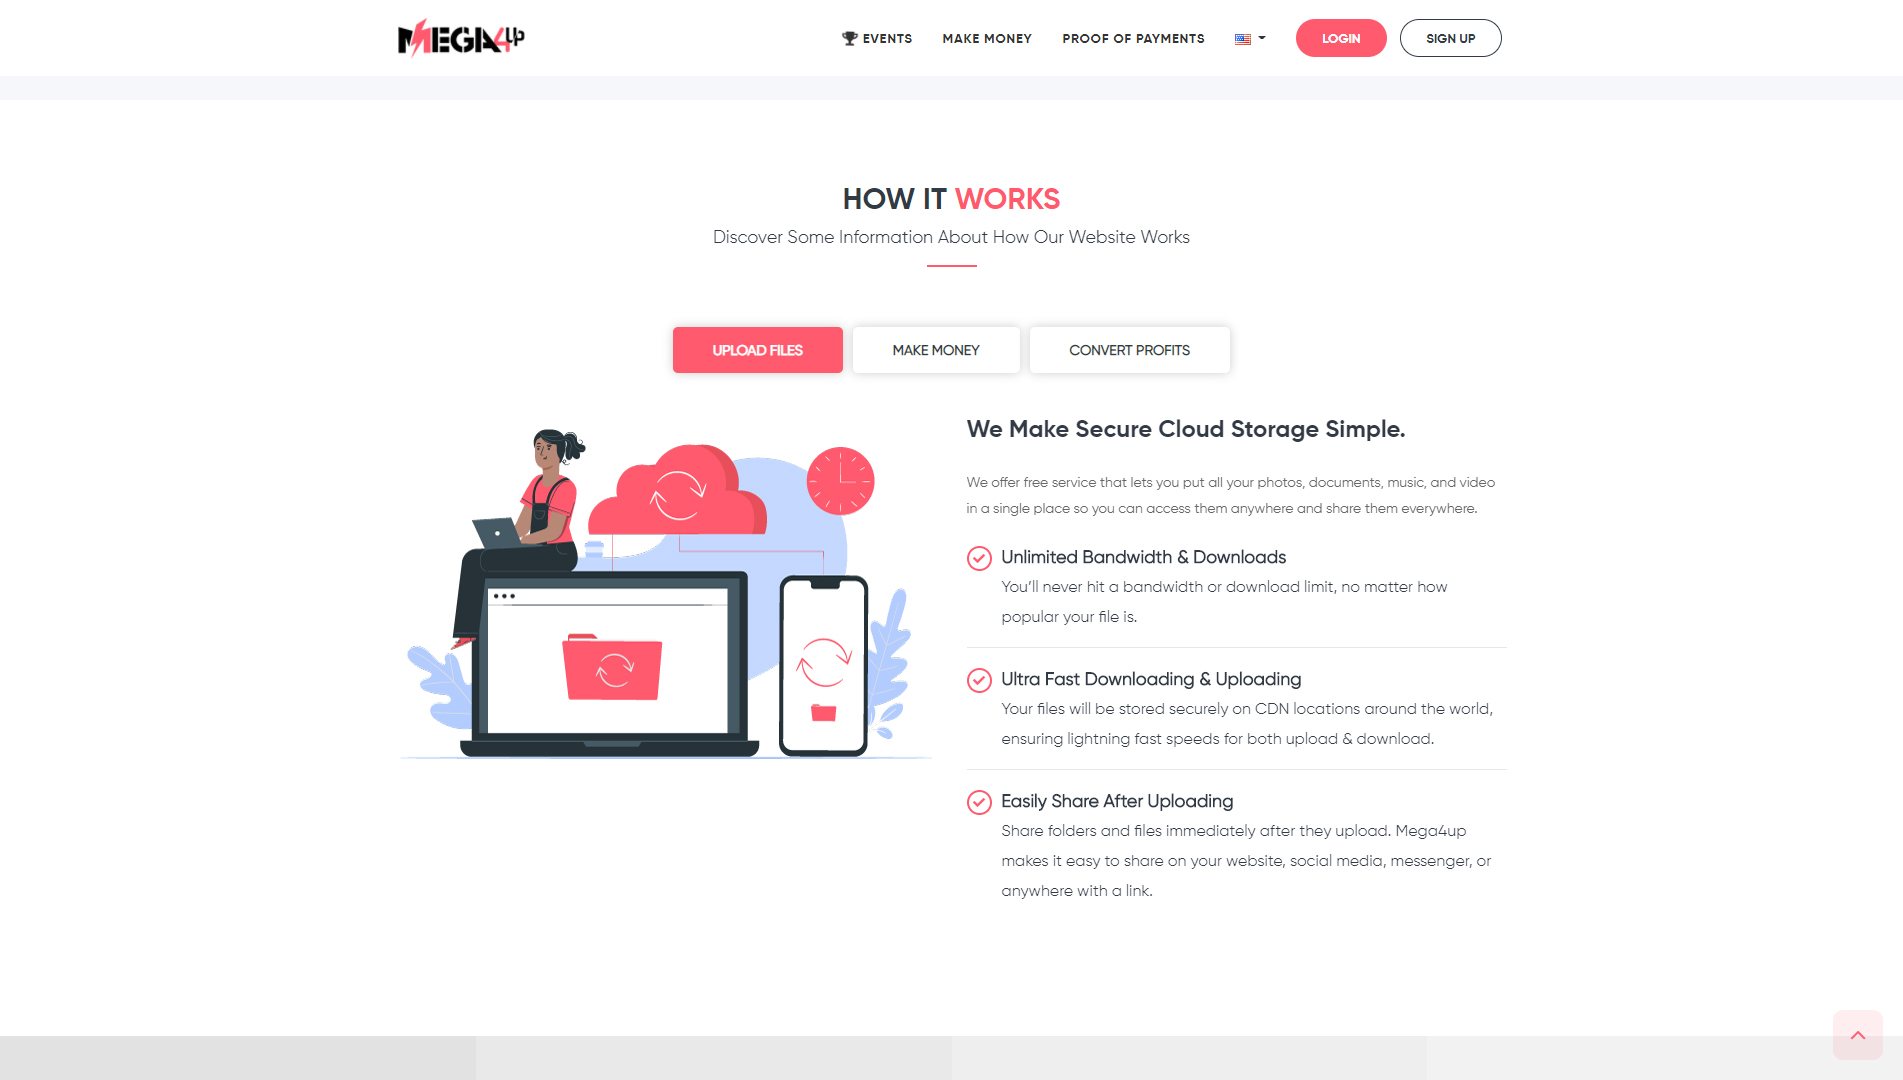 MEGA4UP
EVENTS
MAKE MONEY
PROOF OF PAYMENTS
LOGIN
SIGN UP
HOW IT WORKS
Discover Some Information About How Our Website Works
UPLOAD FILES
MAKE MONEY
CONVERT PROFITS
We Make Secure Cloud Storage Simple.
We offer free service that lets you put all your photos, documents, music, and video
in a single place so you can access them anywhere and share them everywhere.
Unlimited Bandwidth & Downloads
You’ll never hit a bandwidth or download limit, no matter how
popular your file is.
Ultra Fast Downloading & Uploading
Your files will be stored securely on CDN locations around the world,
ensuring lightning fast speeds for both upload & download.
Easily Share After Uploading
Share folders and files immediately after they upload. Mega4up
makes it easy to share on your website, social media, messenger, or
anywhere with a link.